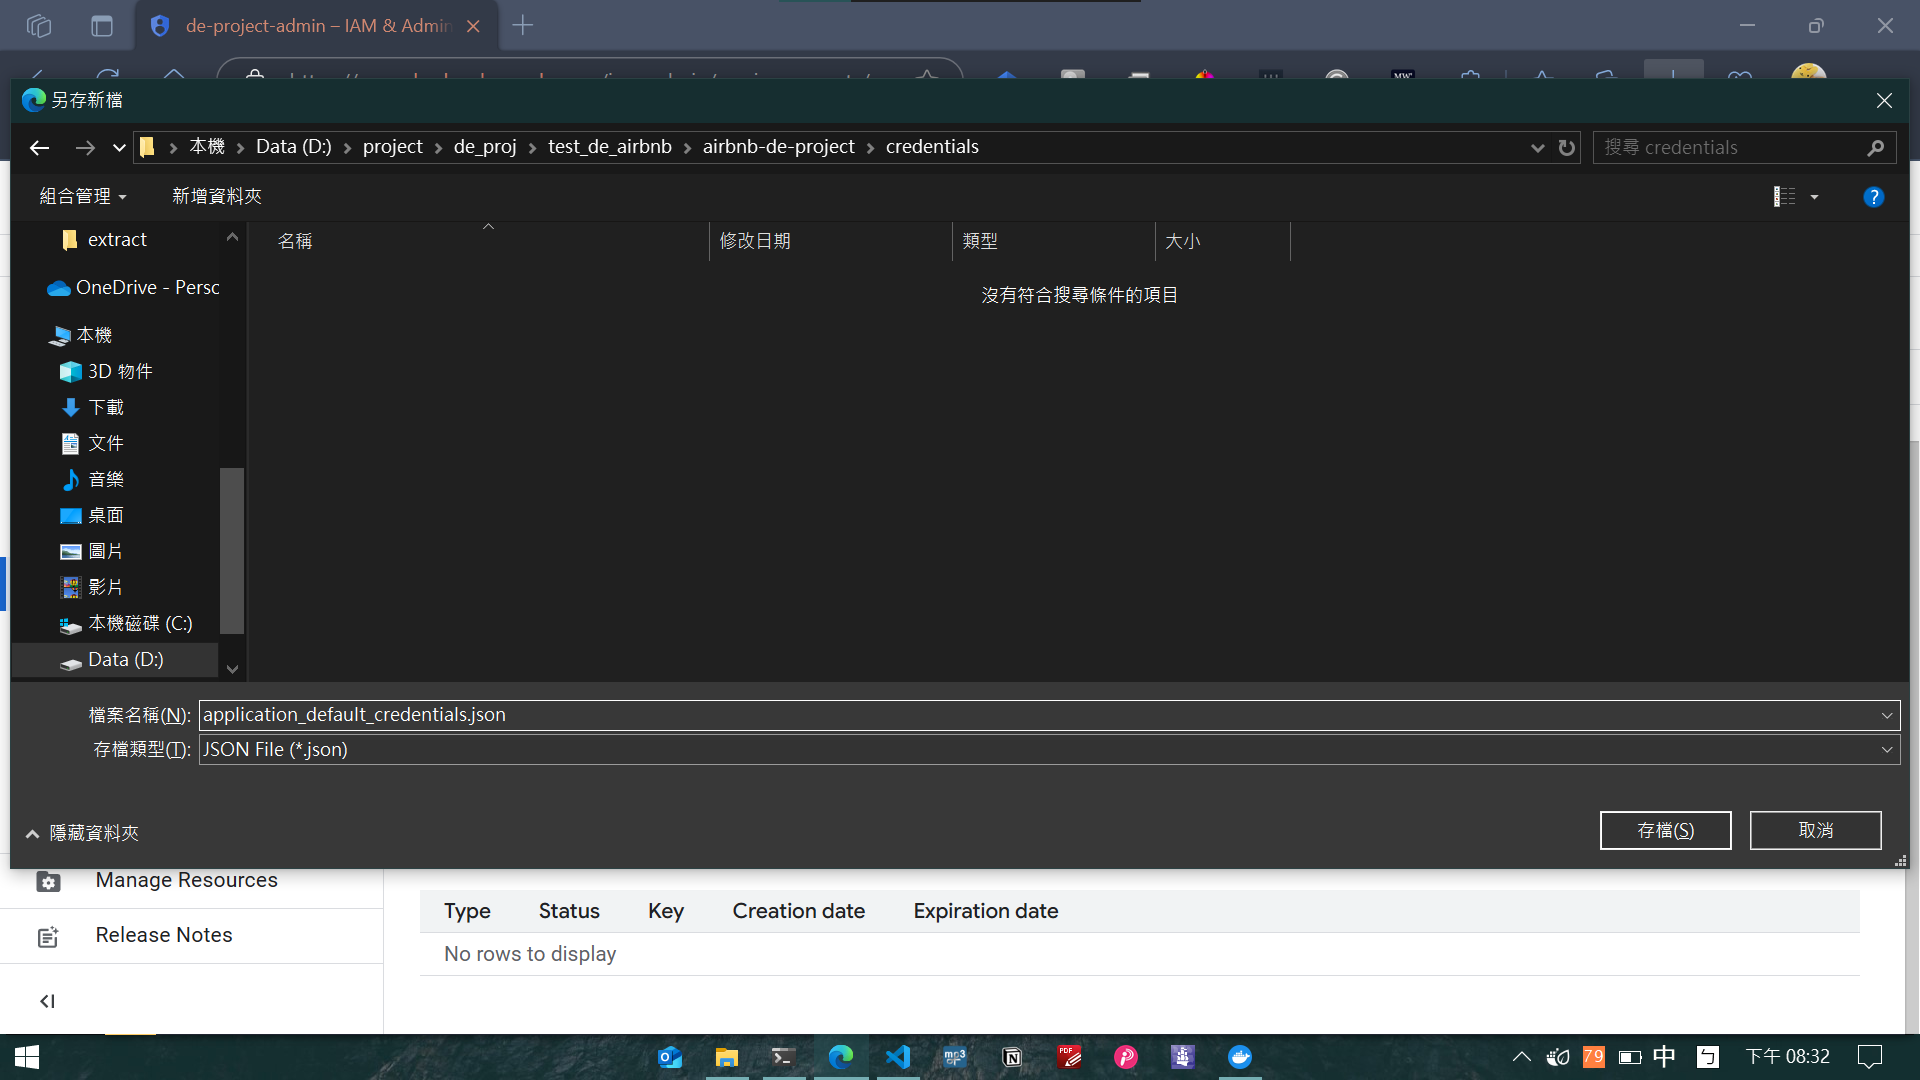 de-project-admin – IAM & Admin
另存新檔
本機
Data (D:)
project
de_proj
test_de_airbnb
airbnb-de-project
credentials
搜尋 credentials
組合管理
新增資料夾
extract
OneDrive - Persc
本機
3D 物件
下載
文件
音樂
桌面
圖片
影片
本機磁碟 (C:)
Data (D:)
名稱
修改日期
類型
大小
沒有符合搜尋條件的項目
檔案名稱(N):
application_default_credentials.json
存檔類型(T):
JSON File (*.json)
隱藏資料夾
存檔(S)
取消
Manage Resources
Release Notes
Type
Status
Key
Creation date
Expiration date
No rows to display
mp3
PDF
79
中
ㄅ
下午 08:32